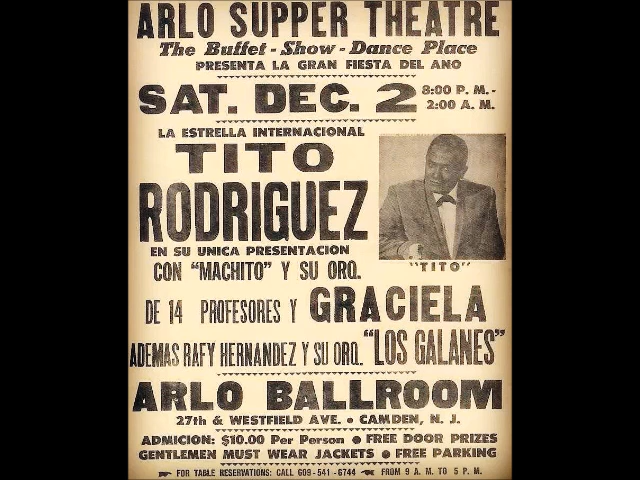 ARLO SUPPER THEATRE
The Buffet - Show - Dance Place
PRESENTA LA GRAN FIESTA DEL ANO
SAT. DEC. 2 8:00 P. M. -
2:00 A. M.
LA ESTRELLA INTERNACIONAL
TITO
RODRIGUEZ
"TITO"
EN SU UNICA PRESENTACION
CON "MACHITO" Y SU ORQ.
DE 14 PROFESORES Y GRACIELA
ADEMAS RAFY HERNANDEZ Y SU ORQ. "LOS GALANES"
ARLO BALLROOM
27th & WESTFIELD AVE. • CAMDEN, N. J.
ADMICION: $10.00 Per Person • FREE DOOR PRIZES
GENTLEMEN MUST WEAR JACKETS • FREE PARKING
FOR TABLE RESERVATIONS: CALL 609-541-6744 FROM 9 A. M. TO 5 P. M.